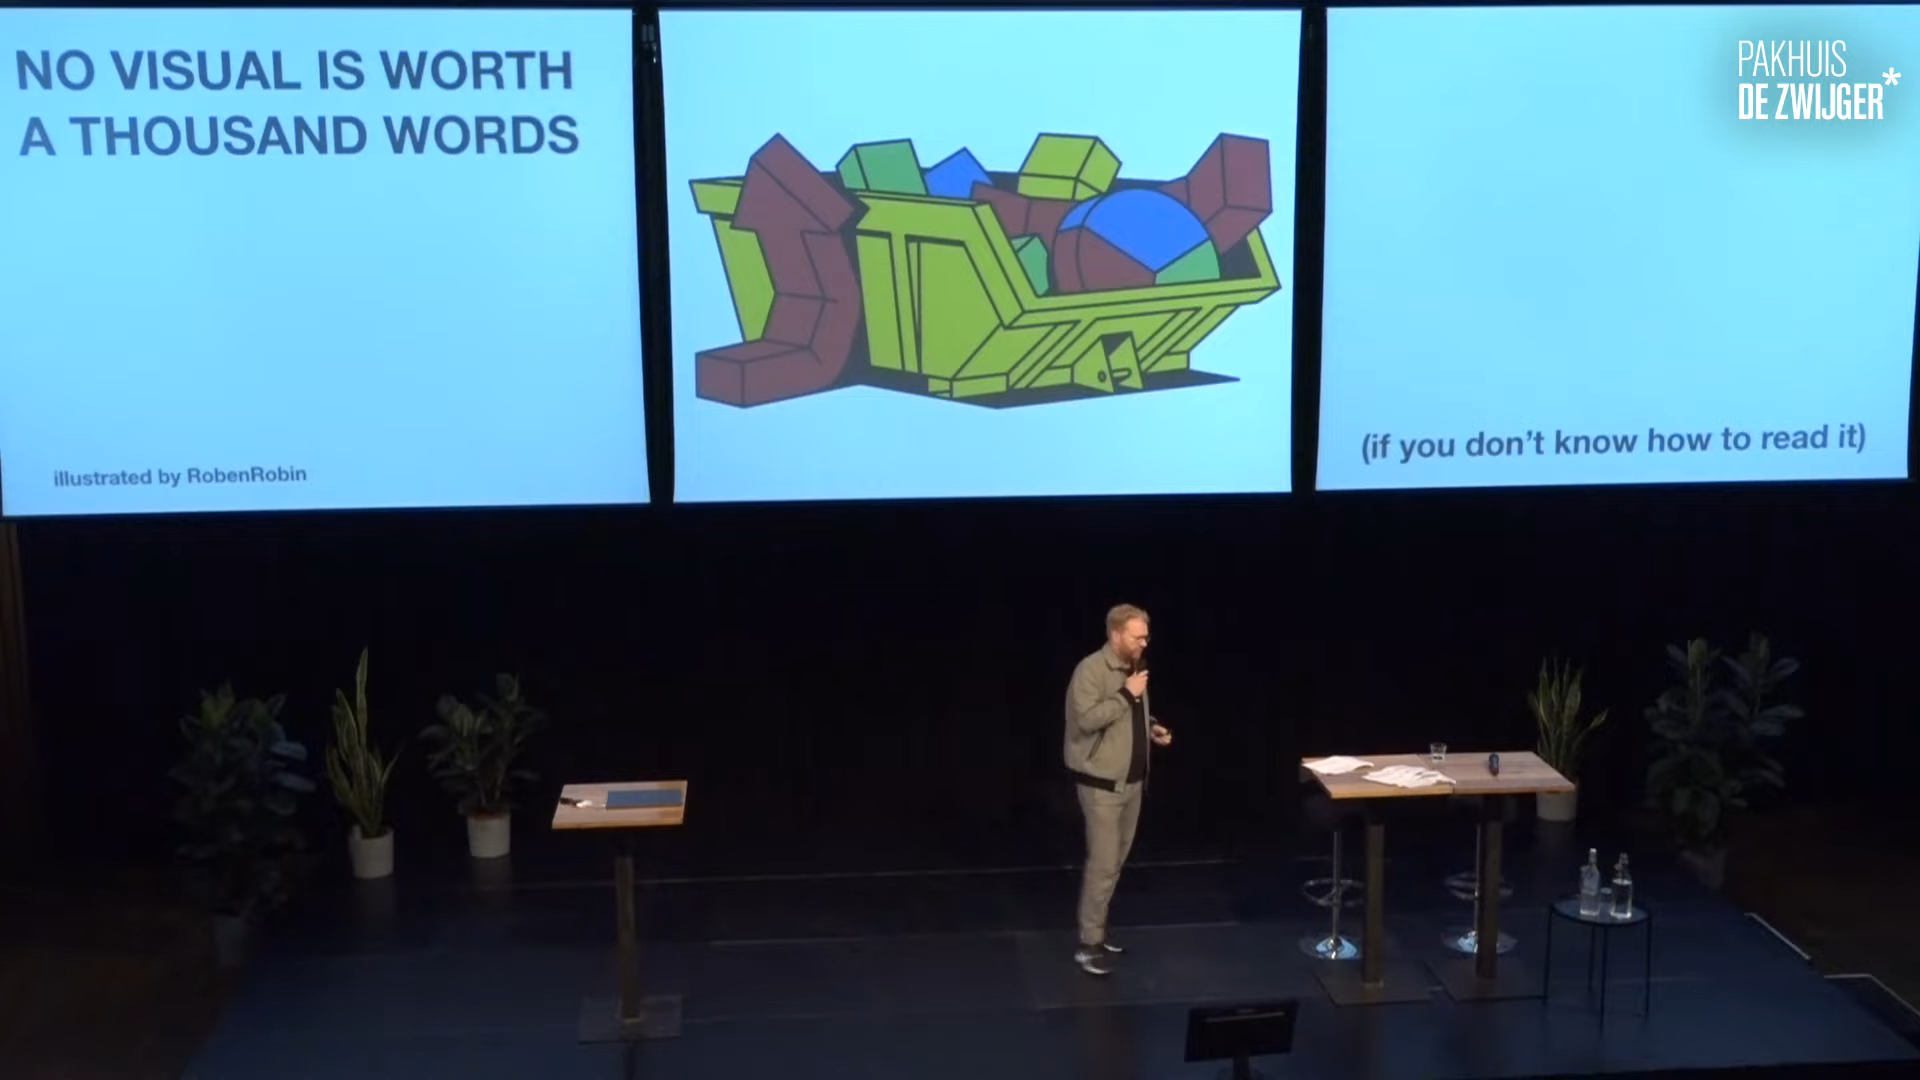 NO VISUAL IS WORTH
A THOUSAND WORDS
illustrated by RobenRobin
(if you don’t know how to read it)
PAKHUIS
DE ZWIJGER*